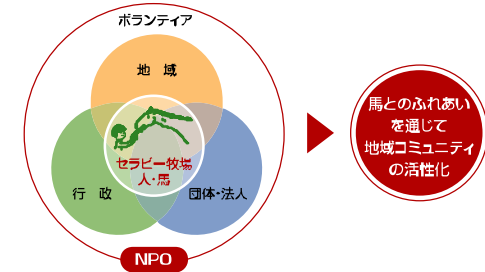 ボランティア
地 域
セラピー牧場
人・馬
行 政
団体・法人
NPO
馬とのふれあい
を通じて
地域コミュニティ
の活性化